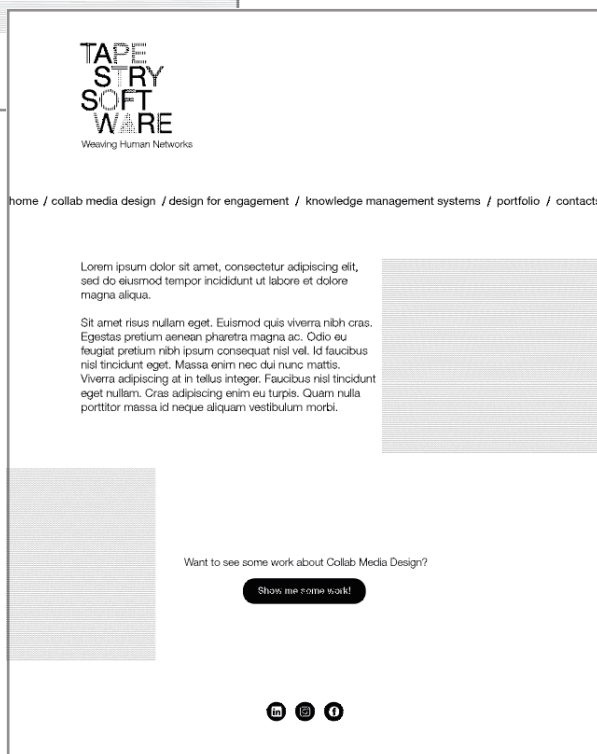 TAPE
STRY
SOFT
WARE
Weaving Human Networks
home / collab media design / design for engagement / knowledge management systems / portfolio / contacts
Lorem ipsum dolor sit amet, consectetur adipiscing elit,
sed do eiusmod tempor incididunt ut labore et dolore
magna aliqua.
Sit amet risus nullam eget. Euismod quis viverra nibh cras.
Egestas pretium aenean pharetra magna ac. Odio eu
feugiat pretium nibh ipsum consequat nisl vel. Id faucibus
nisl tincidunt eget. Massa enim nec dui nunc mattis.
Viverra adipiscing at in tellus integer. Faucibus nisl tincidunt
eget nullam. Cras adipiscing enim eu turpis. Quam nulla
porttitor massa id neque aliquam vestibulum morbi.
Want to see some work about Collab Media Design?
Show me some work!